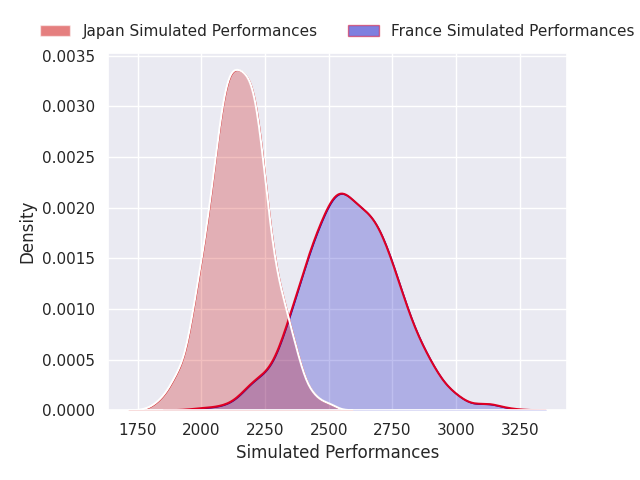 Japan Simulated Performances France Simulated Performances
0.0035
0.0030
0.0025
0.0020
0.0015
0.0010
0.0005
0.0000
Density
1750 2000 2250 2500 2750 3000 3250
Simulated Performances